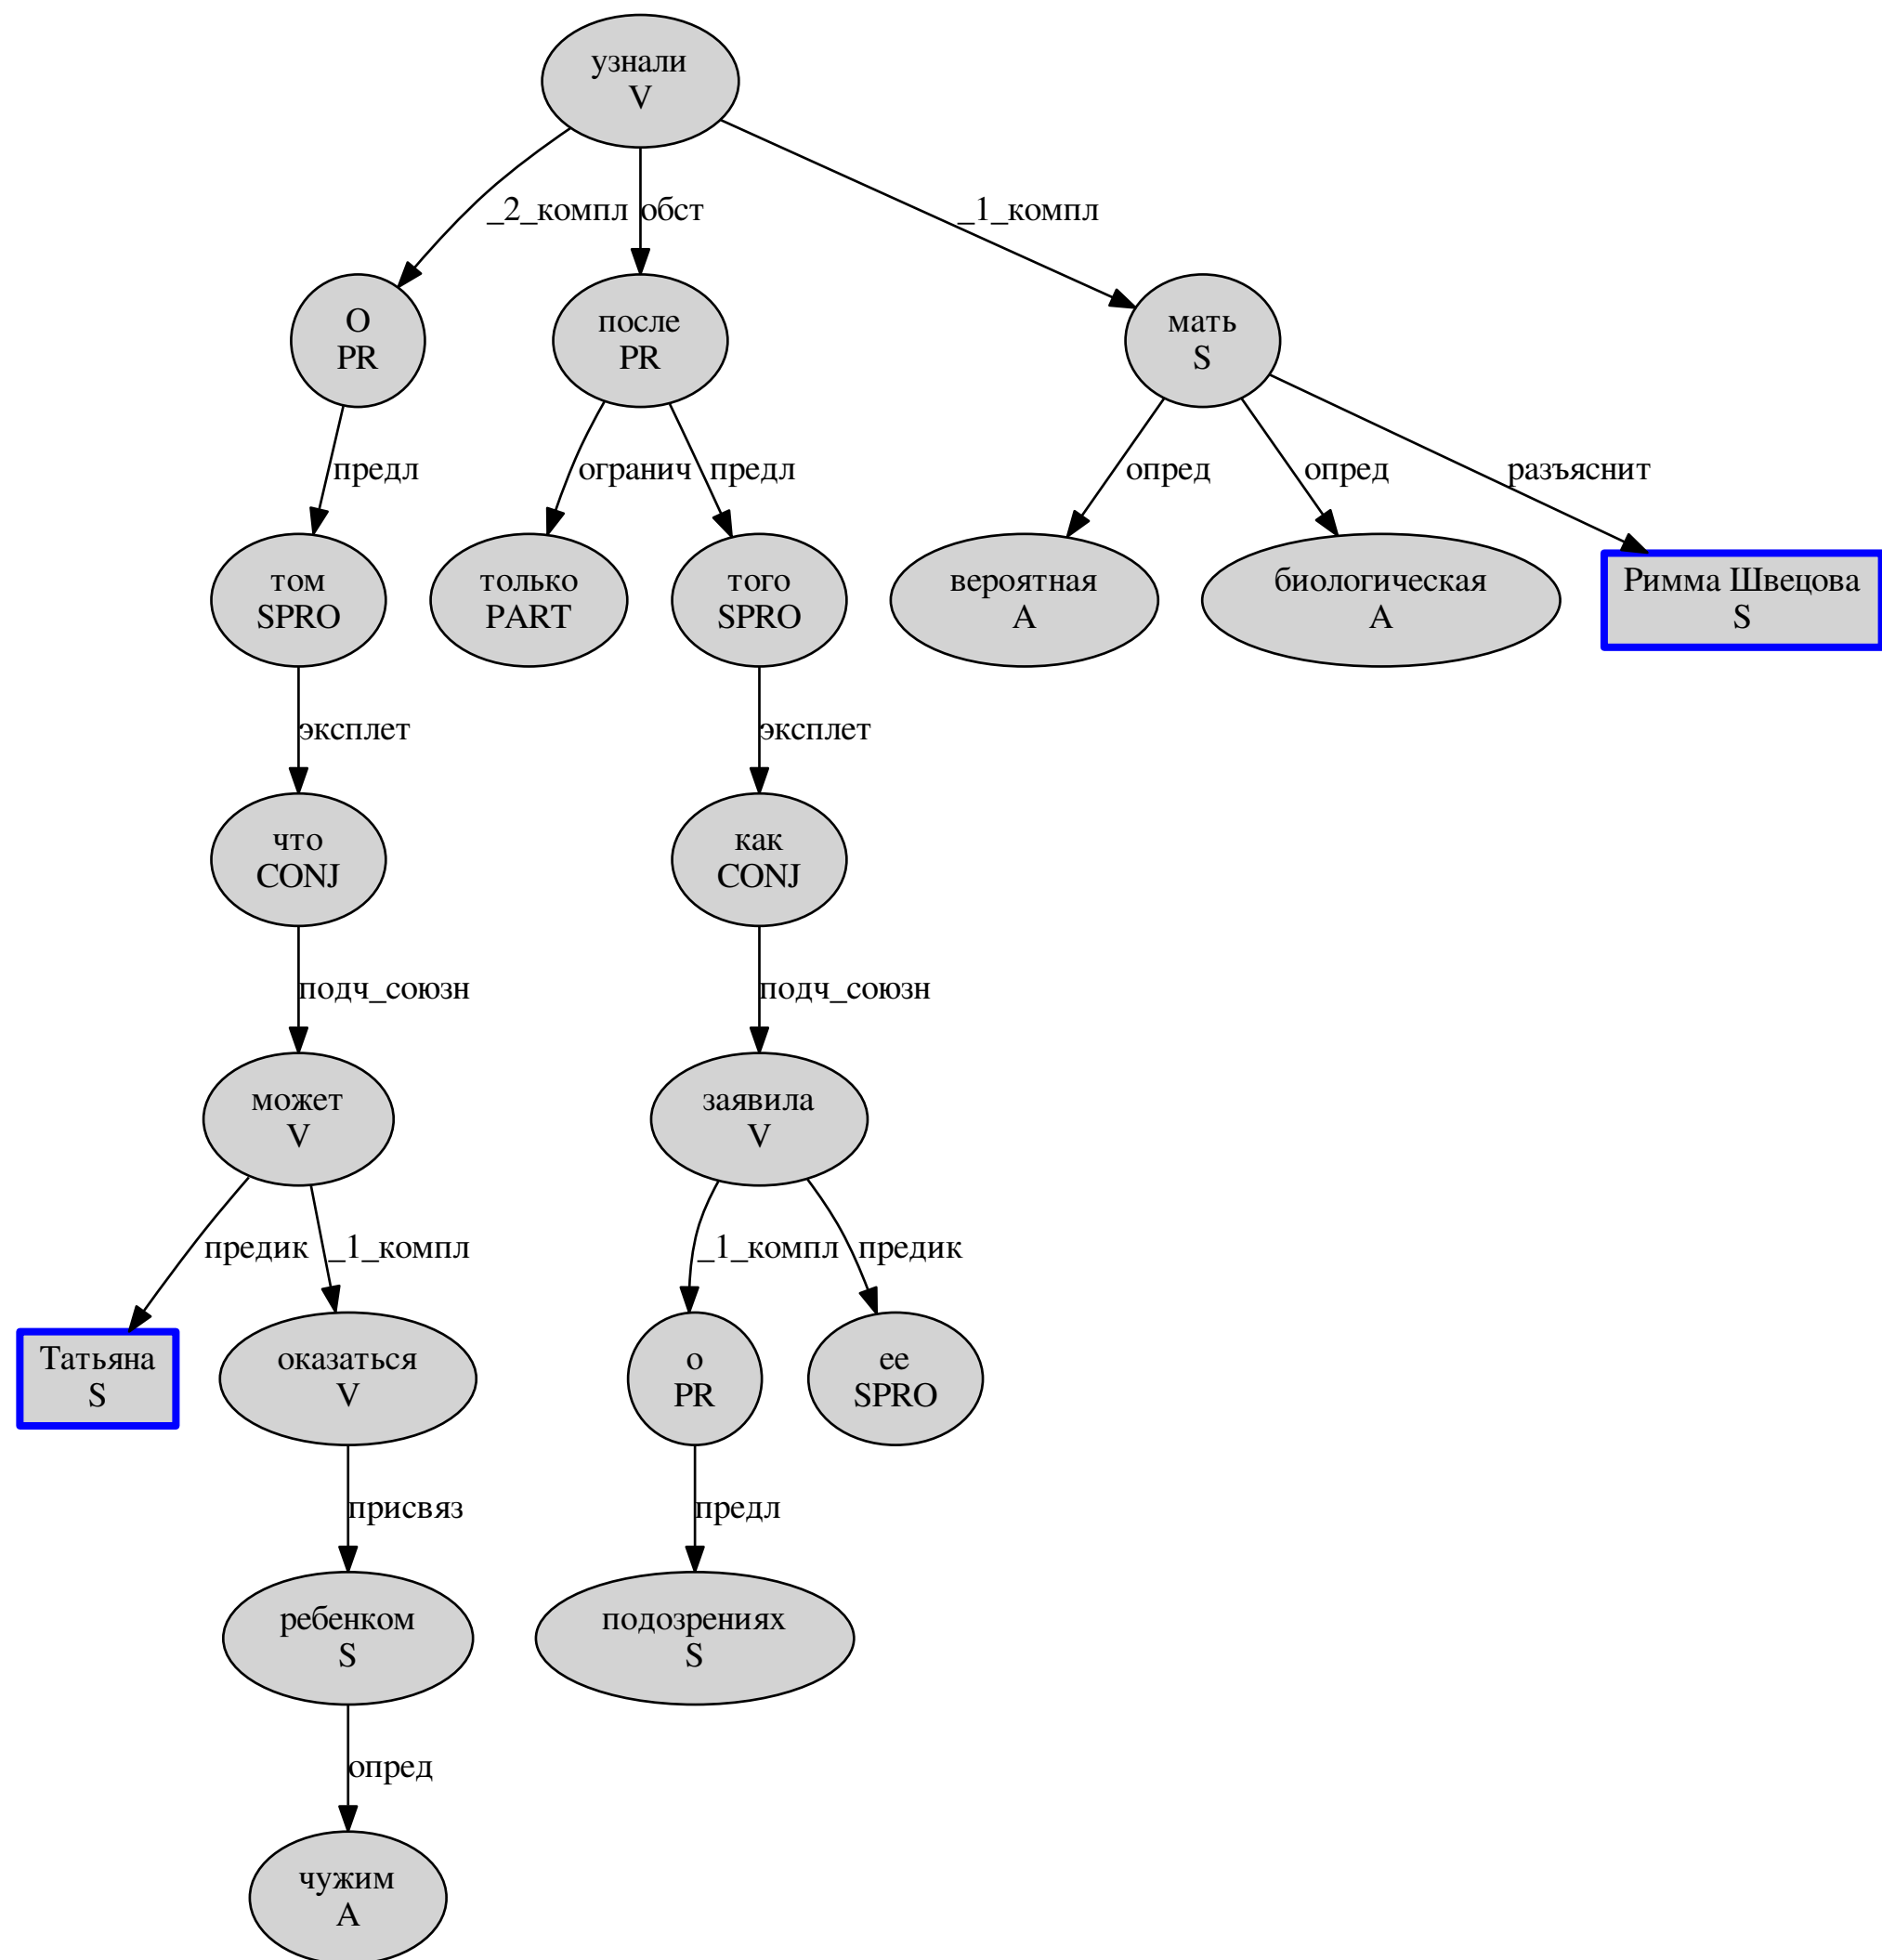 узнали
V
_2_компл
обст
_1_компл
О
PR
после
PR
мать
S
предл
огранич
предл
опред
опред
разъяснит
том
SPRO
только
PART
того
SPRO
вероятная
A
биологическая
A
Римма Швецова
S
эксплет
эксплет
что
CONJ
как
CONJ
подч_союзн
подч_союзн
может
V
заявила
V
предик
_1_компл
_1_компл
предик
Татьяна
S
оказаться
V
о
PR
ее
SPRO
присвяз
предл
ребенком
S
подозрениях
S
опред
чужим
A